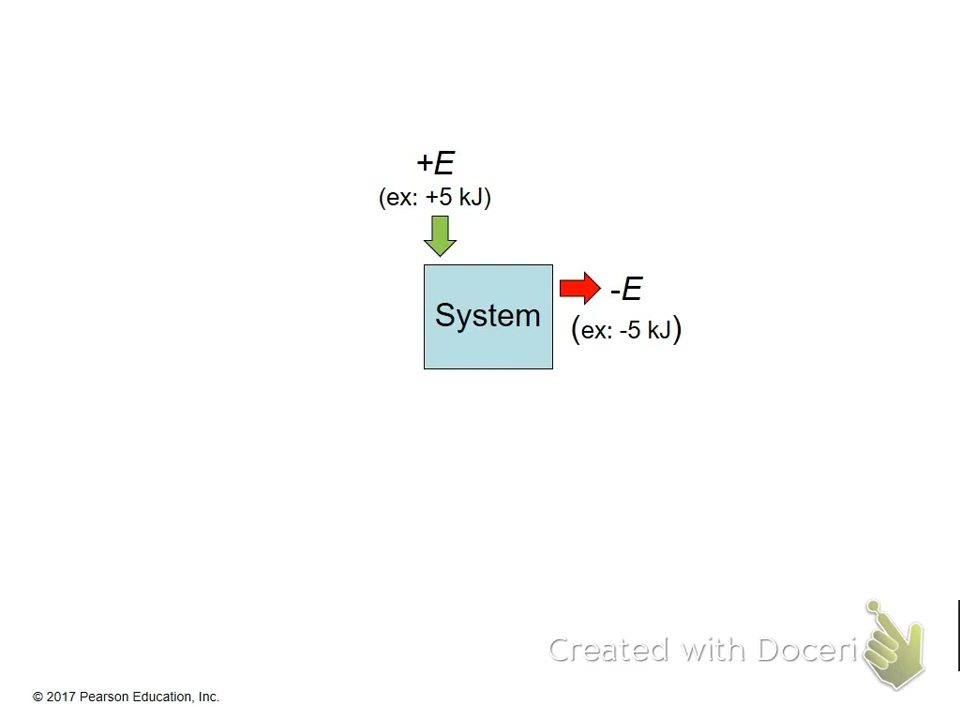 +E
(ex: +5 kJ)
System
-E
(ex: -5 kJ)
Created with Doceri
© 2017 Pearson Education, Inc.